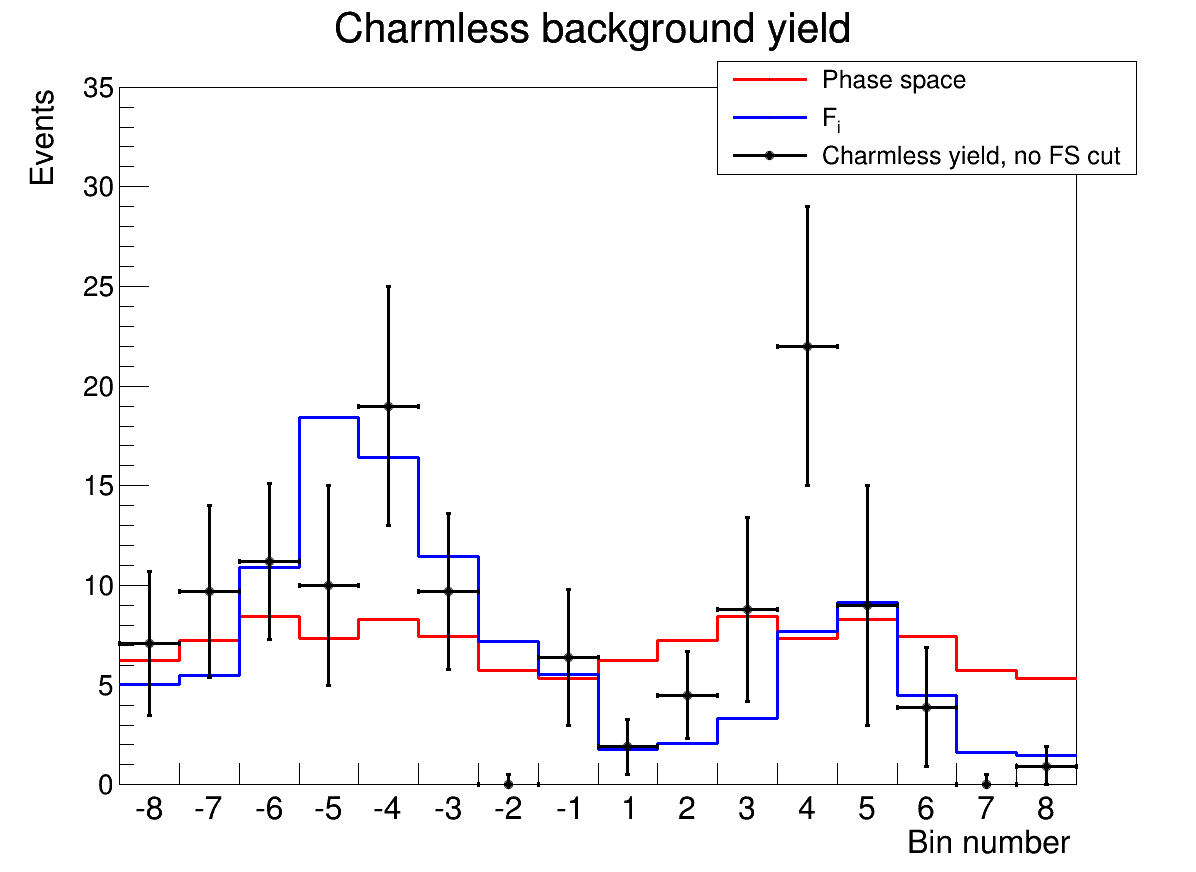 Charmless background yield
Events
Phase space
Fi
Charmless yield, no FS cut
35
30
25
20
15
10
5
0
-8 -7 -6 -5 -4 -3 -2 -1 1 2 3 4 5 6 7 8
Bin number